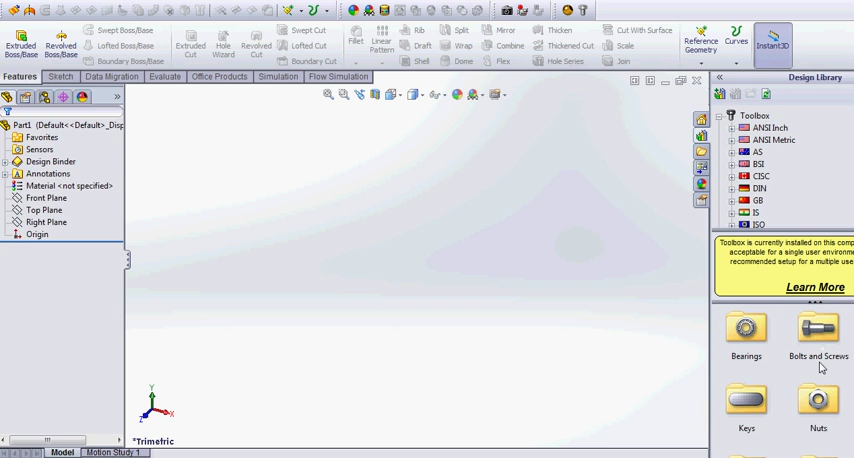 Extruded Boss/Base
Revolved Boss/Base
Swept Boss/Base
Lofted Boss/Base
Boundary Boss/Base
Extruded Cut
Hole Wizard
Revolved Cut
Swept Cut
Lofted Cut
Boundary Cut
Fillet
Linear Pattern
Rib
Draft
Shell
Scale
Wrap
Dome
Mirror
Combine
Flex
Thicken
Thickened Cut
Hole Series
Cut With Surface
Join
Reference Geometry
Curves
Instant3D
Features
Sketch
Data Migration
Evaluate
Office Products
Simulation
Flow Simulation
Design Library
Part1 (Default<<Default>_Disp
Favorites
Sensors
Design Binder
Annotations
Material <not specified>
Front Plane
Top Plane
Right Plane
Origin
Toolbox
ANSI Inch
ANSI Metric
AS
BSI
CISC
DIN
GB
IS
ISO
Toolbox is currently installed on this comp
acceptable for a single user environme
recommended setup for a multiple use
Learn More
Bearings
Bolts and Screws
Keys
Nuts
Y
X
Z
*Trimetric
Model
Motion Study 1